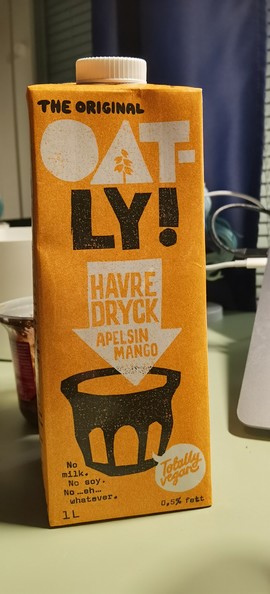 THE ORIGINAL
OAT-
LY!
HAVRE
DRYCK
APELSIN
MANGO
No
milk.
No soy.
No...eh...
whatever.
Totally
vegan!
1L
0,5% fett